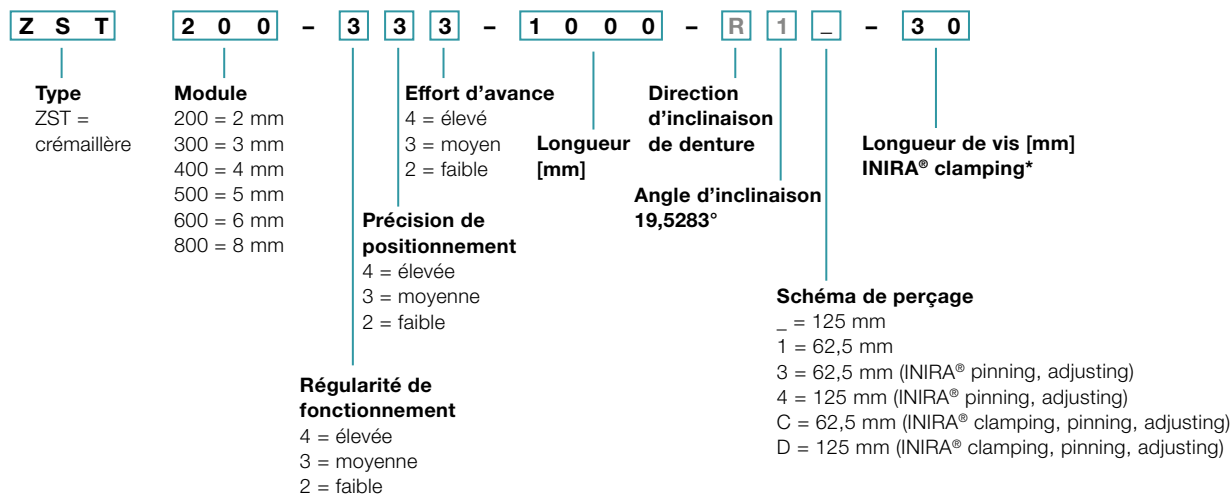 Z S T 2 0 0 – 3 3 3 – 1 0 0 0 – R 1 _ – 3 0
Type
ZST =
crémaillère
Module
200 = 2 mm
300 = 3 mm
400 = 4 mm
500 = 5 mm
600 = 6 mm
800 = 8 mm
Effort d'avance
4 = élevé
3 = moyen
2 = faible
Longueur
[mm]
Direction
d'inclinaison
de denture
Longueur de vis [mm]
INIRA® clamping*
Angle d'inclinaison
19,5283°
Précision de
positionnement
4 = élevée
3 = moyenne
2 = faible
Schéma de perçage
_ = 125 mm
1 = 62,5 mm
3 = 62,5 mm (INIRA® pinning, adjusting)
4 = 125 mm (INIRA® pinning, adjusting)
C = 62,5 mm (INIRA® clamping, pinning, adjusting)
D = 125 mm (INIRA® clamping, pinning, adjusting)
Régularité de
fonctionnement
4 = élevée
3 = moyenne
2 = faible